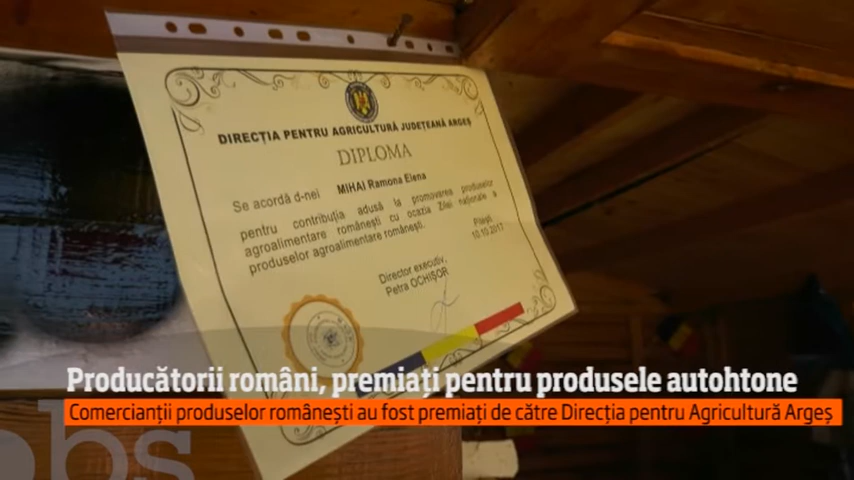 DIRECȚIA PENTRU AGRICULTURĂ JUDEȚEANĂ ARGEȘ
DIPLOMA
Se acordă d-nei MIHAI Ramona Elena
pentru contribuția adusă la promovarea produselor
agroalimentare românești cu ocazia Zilei naționale a
produselor agroalimentare românești.
Pitești
10.10.2017
Director executiv,
Petra OCHIȘOR
Producătorii români, premiați pentru produsele autohtone
Comercianții produselor românești au fost premiați de către Direcția pentru Agricultură Argeș
obs